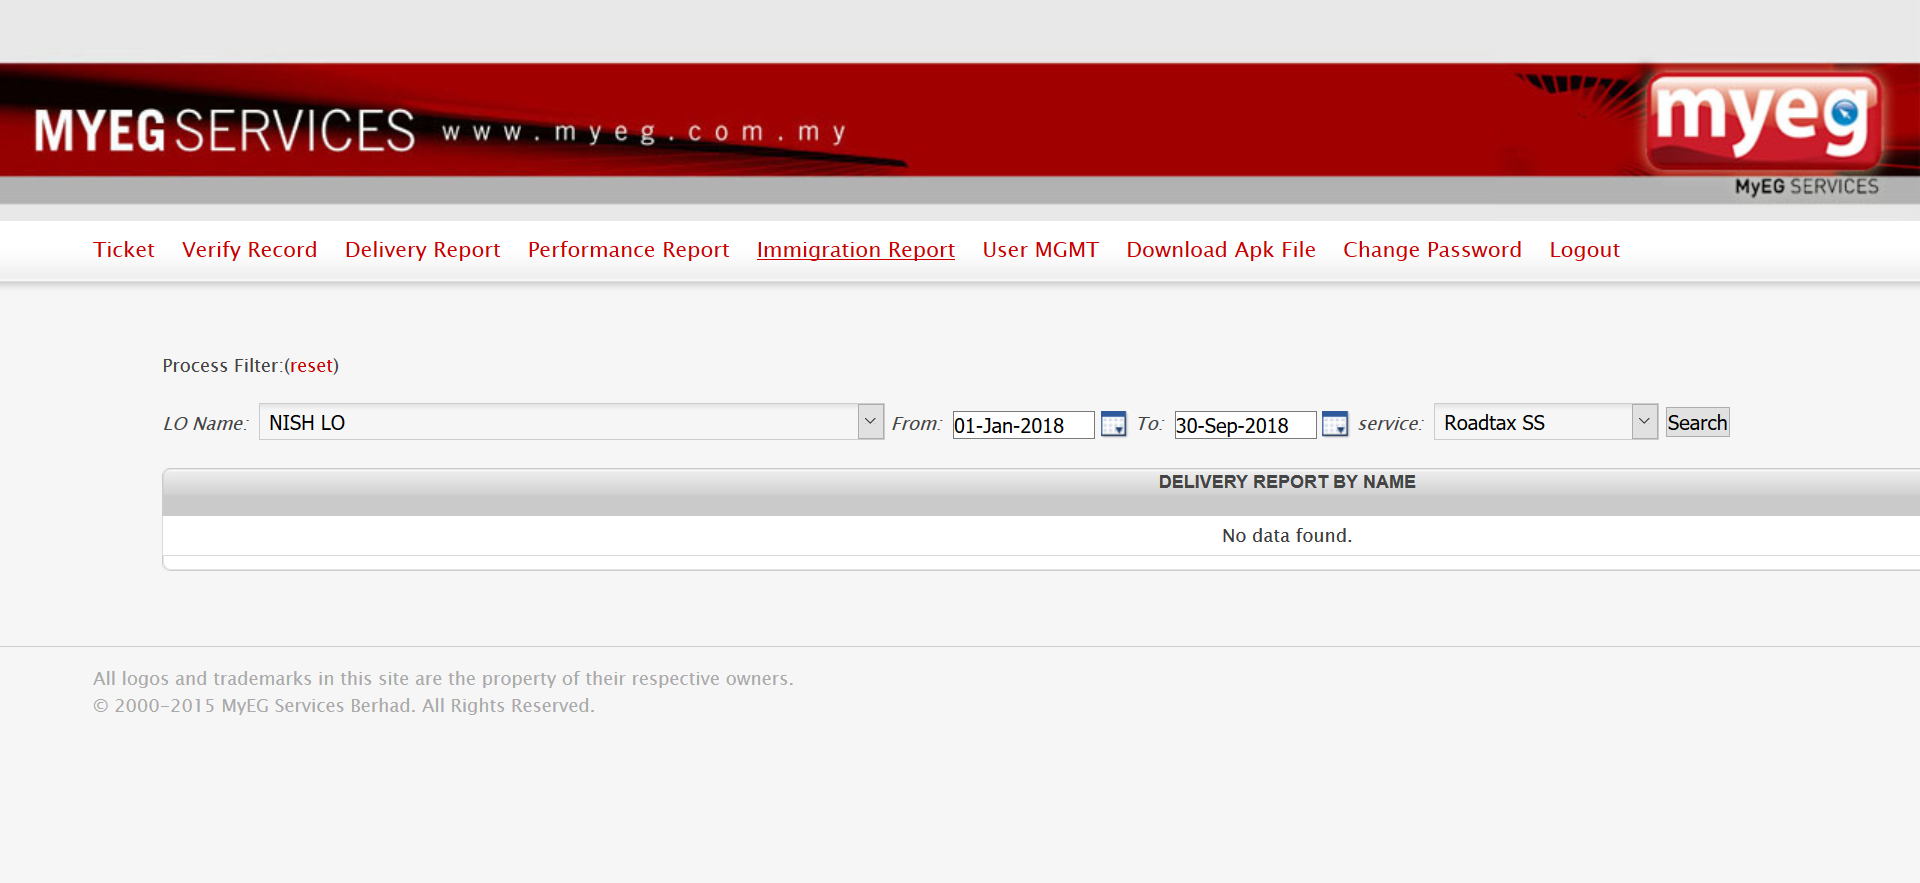 MYEG SERVICES www.myeg.com.my
myeg
MyEG SERVICES
Ticket Verify Record Delivery Report Performance Report Immigration Report User MGMT Download Apk File Change Password Logout
Process Filter:(reset)
LO Name: NISH LO From: 01-Jan-2018 To: 30-Sep-2018 service: Roadtax SS Search
DELIVERY REPORT BY NAME
No data found.
All logos and trademarks in this site are the property of their respective owners.
© 2000-2015 MyEG Services Berhad. All Rights Reserved.